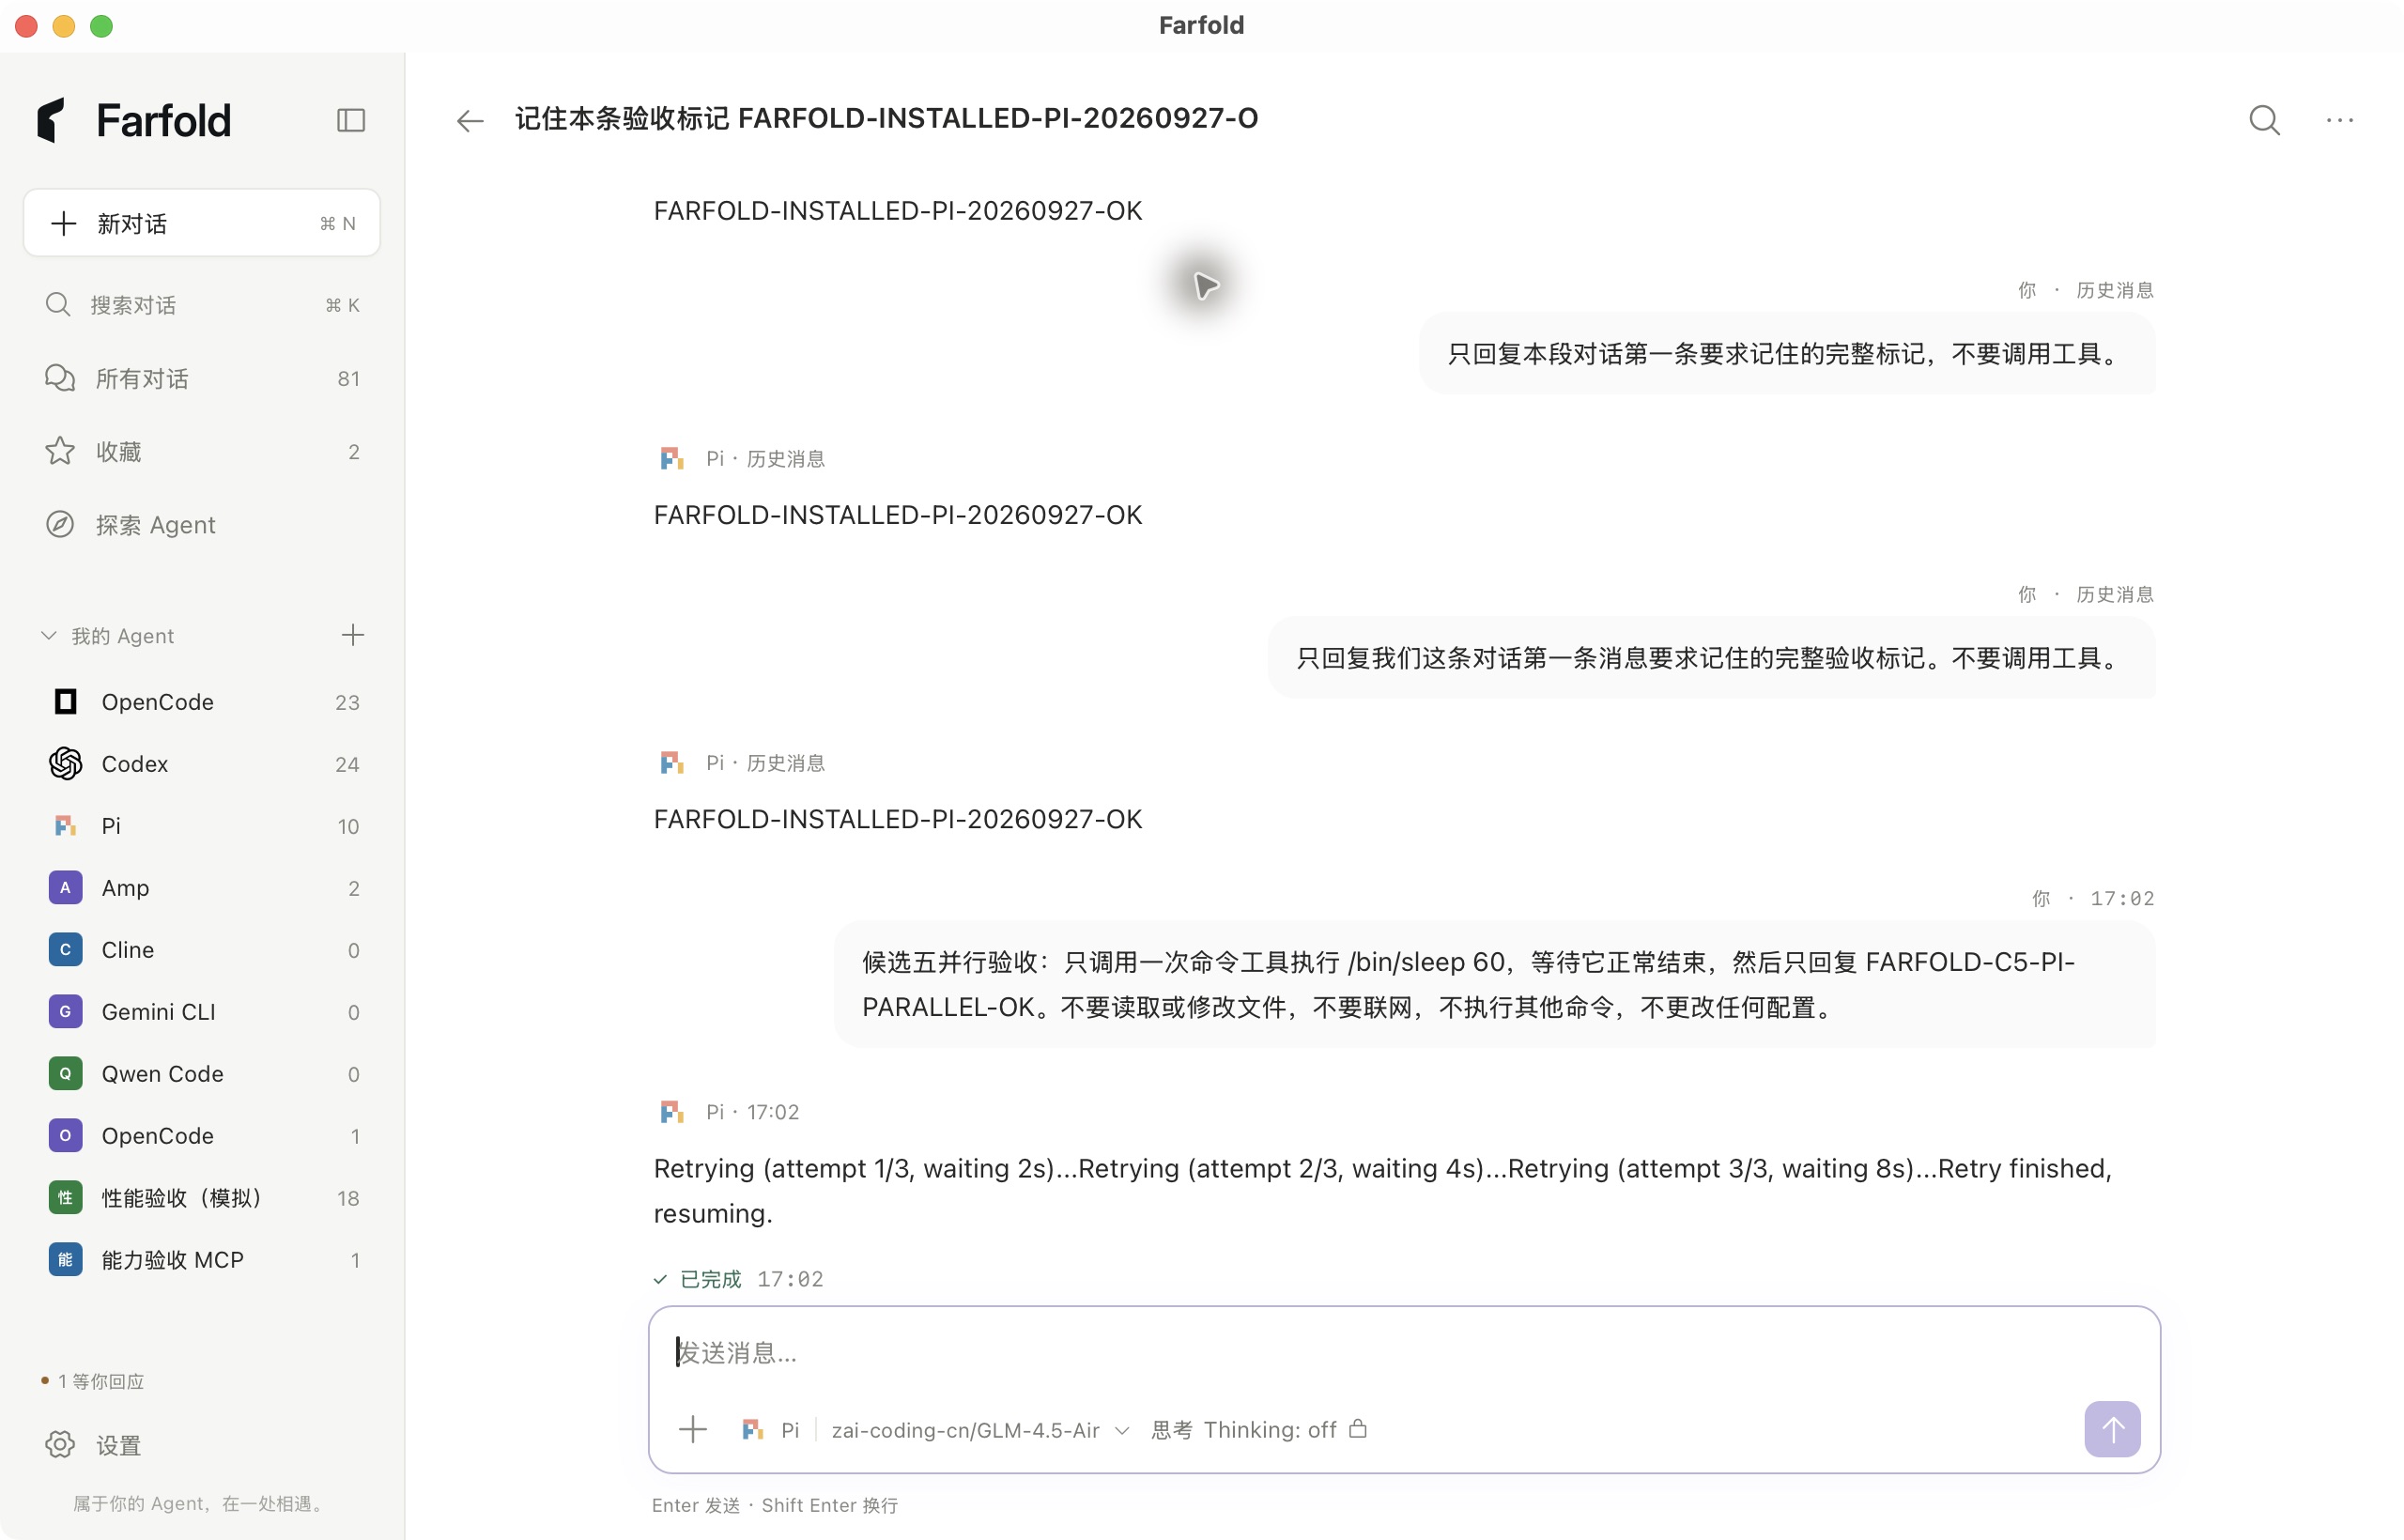 Farfold
Farfold
新对话
⌘ N
搜索对话
⌘ K
所有对话
81
收藏
2
探索 Agent
我的 Agent
OpenCode
23
Codex
24
Pi
10
A
Amp
2
C
Cline
0
G
Gemini CLI
0
Q
Qwen Code
0
O
OpenCode
1
性
性能验收（模拟）
18
能
能力验收 MCP
1
1 等你回应
设置
属于你的 Agent，在一处相遇。
记住本条验收标记 FARFOLD-INSTALLED-PI-20260927-O
FARFOLD-INSTALLED-PI-20260927-OK
你 · 历史消息
只回复本段对话第一条要求记住的完整标记，不要调用工具。
Pi · 历史消息
FARFOLD-INSTALLED-PI-20260927-OK
你 · 历史消息
只回复我们这条对话第一条消息要求记住的完整验收标记。不要调用工具。
Pi · 历史消息
FARFOLD-INSTALLED-PI-20260927-OK
你 · 17:02
候选五并行验收：只调用一次命令工具执行 /bin/sleep 60，等待它正常结束，然后只回复 FARFOLD-C5-PI-
PARALLEL-OK。不要读取或修改文件，不要联网，不执行其他命令，不更改任何配置。
Pi · 17:02
Retrying (attempt 1/3, waiting 2s)...Retrying (attempt 2/3, waiting 4s)...Retrying (attempt 3/3, waiting 8s)...Retry finished,
resuming.
已完成 17:02
发送消息...
Pi
zai-coding-cn/GLM-4.5-Air
思考 Thinking: off
Enter 发送 · Shift Enter 换行